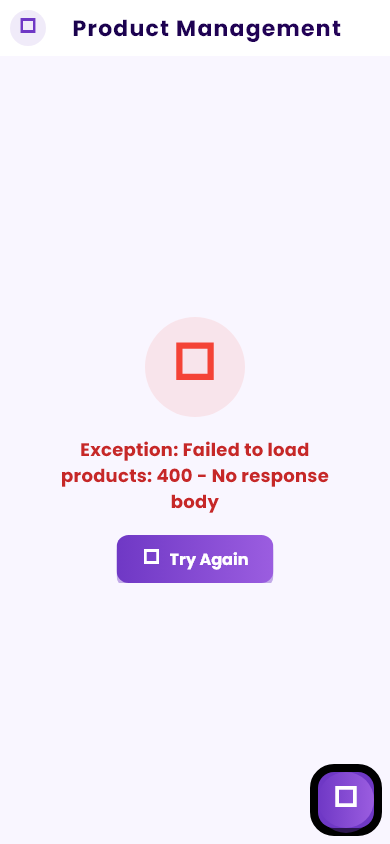 Product Management
Exception: Failed to load
products: 400 - No response
body
Try Again